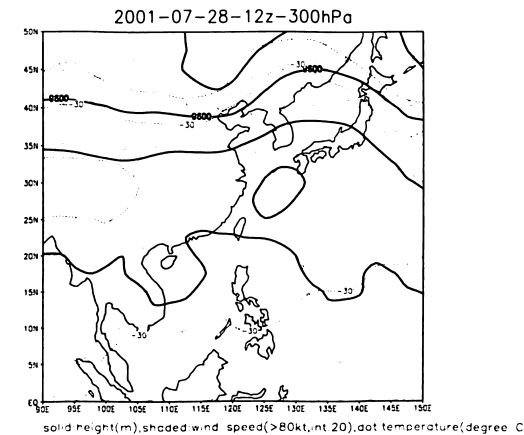 2001-07-28-12z-300hPa
50N
45N
40N
35N
30N
25N
20N
15N
10N
5N
EQ
-30
9600
9600
-30
9600
-30
-30
-30
-30
90E 95E 100E 105E 110E 115E 120E 125E 130E 135E 140E 145E 150E
solid height(m),shaded:wind speed(>80kt,int.20),dot temperature(degree C